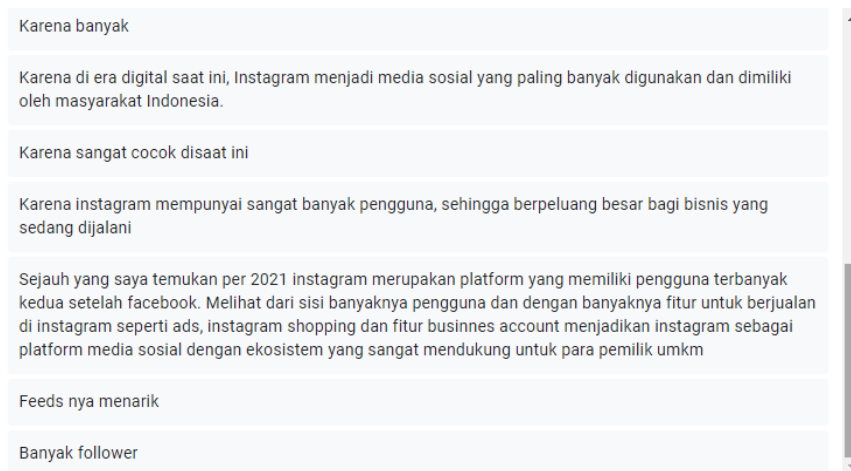 Karena banyak
Karena di era digital saat ini, Instagram menjadi media sosial yang paling banyak digunakan dan dimiliki
oleh masyarakat Indonesia.
Karena sangat cocok disaat ini
Karena instagram mempunyai sangat banyak pengguna, sehingga berpeluang besar bagi bisnis yang
sedang dijalani
Sejauh yang saya temukan per 2021 instagram merupakan platform yang memiliki pengguna terbanyak
kedua setelah facebook. Melihat dari sisi banyaknya pengguna dan dengan banyaknya fitur untuk berjualan
di instagram seperti ads, instagram shopping dan fitur businnes account menjadikan instagram sebagai
platform media sosial dengan ekosistem yang sangat mendukung untuk para pemilik umkm
Feeds nya menarik
Banyak follower